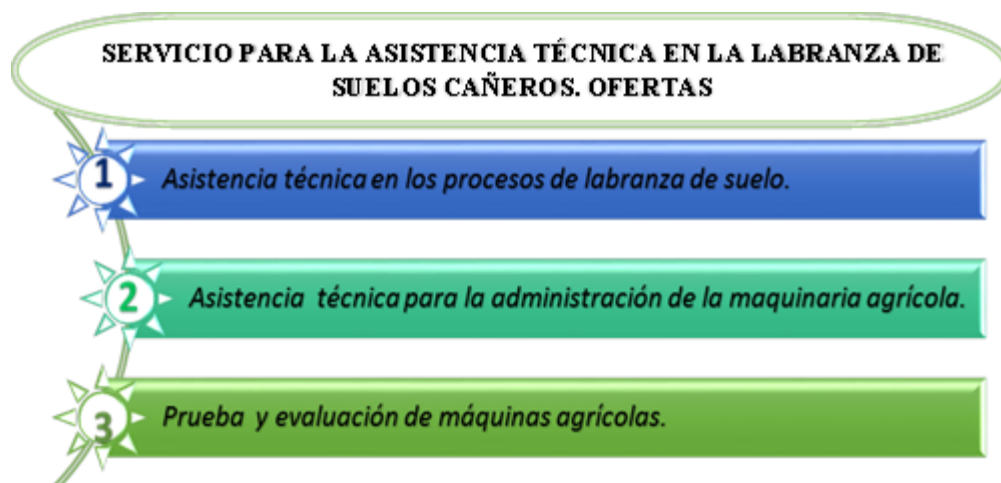 SERVICIO PARA LA ASISTENCIA TÉCNICA EN LA LABRANZA DE
SUELOS CAÑEROS. OFERTAS
1 Asistencia técnica en los procesos de labranza de suelo.
2 Asistencia técnica para la administración de la maquinaria agrícola.
3 Prueba y evaluación de máquinas agrícolas.